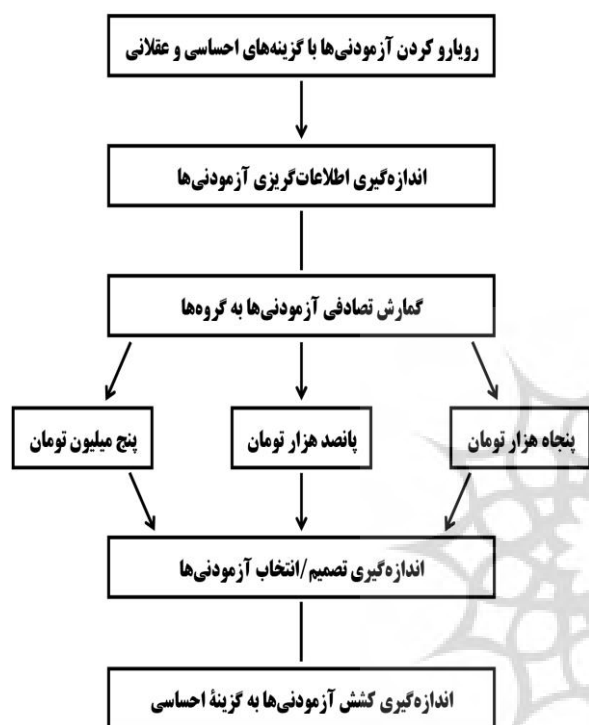 رویارو کردن آزمودنی‌ها با گزینه‌های احساسی و عقلانی
اندازه‌گیری اطلاعات‌گریزی آزمودنی‌ها
گمارش تصادفی آزمودنی‌ها به گروه‌ها
پنجاه هزار تومان
پانصد هزار تومان
پنج میلیون تومان
اندازه‌گیری تصمیم/انتخاب آزمودنی‌ها
اندازه‌گیری کشش آزمودنی‌ها به گزینهٔ احساسی